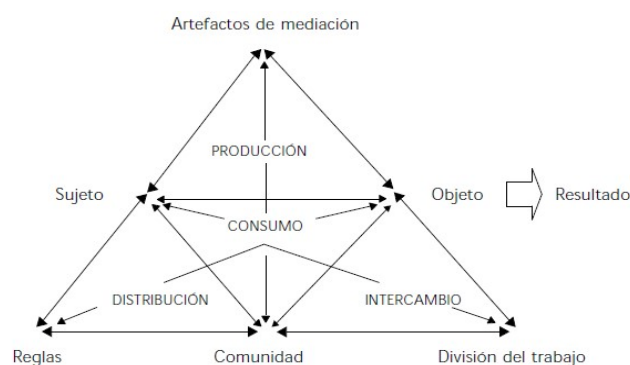 Artefactos de mediación
PRODUCCIÓN
Sujeto
Objeto
Resultado
CONSUMO
DISTRIBUCIÓN
INTERCAMBIO
Reglas
Comunidad
División del trabajo